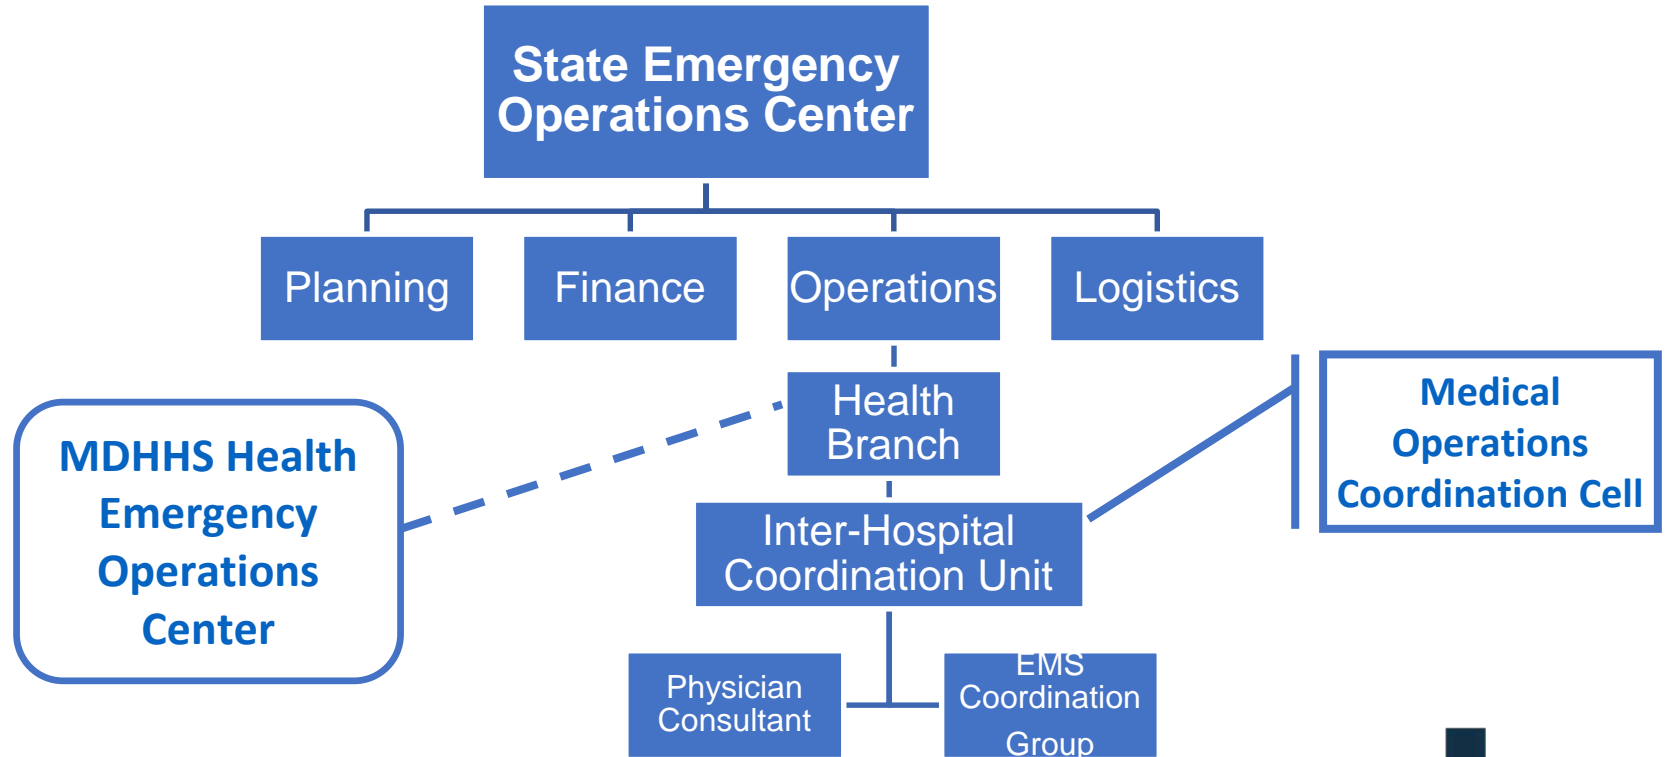 State Emergency
Operations Center
Planning
Finance
Operations
Logistics
Health
Branch
Medical
Operations
Coordination Cell
MDHHS Health
Emergency
Operations
Center
Inter-Hospital
Coordination Unit
Physician
Consultant
EMS
Coordination
Group